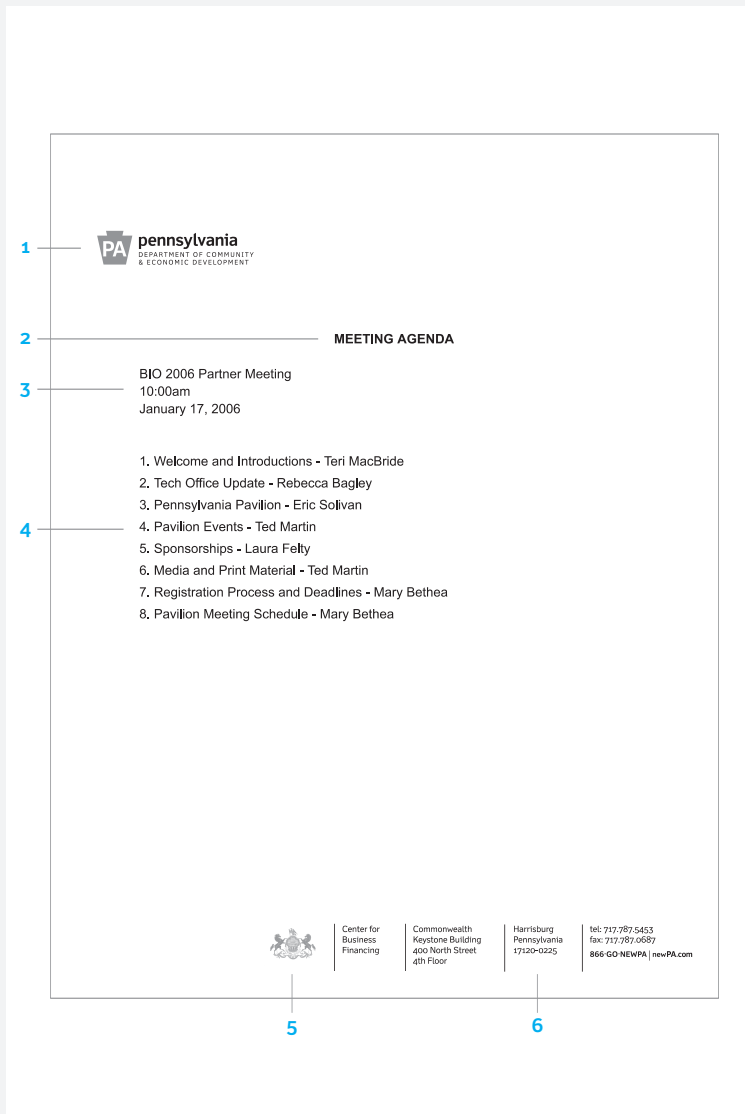 1
PA
pennsylvania
DEPARTMENT OF COMMUNITY
& ECONOMIC DEVELOPMENT
2
MEETING AGENDA
3
BIO 2006 Partner Meeting
10:00am
January 17, 2006
4
1. Welcome and Introductions - Teri MacBride
2. Tech Office Update - Rebecca Bagley
3. Pennsylvania Pavilion - Eric Solivan
4. Pavilion Events - Ted Martin
5. Sponsorships - Laura Felty
6. Media and Print Material - Ted Martin
7. Registration Process and Deadlines - Mary Bethea
8. Pavilion Meeting Schedule - Mary Bethea
Center for
Business
Financing
Commonwealth
Keystone Building
400 North Street
4th Floor
Harrisburg
Pennsylvania
17120-0225
tel: 717.787.5453
fax: 717.787.0687
866-GO-NEWPA | newPA.com
5
6